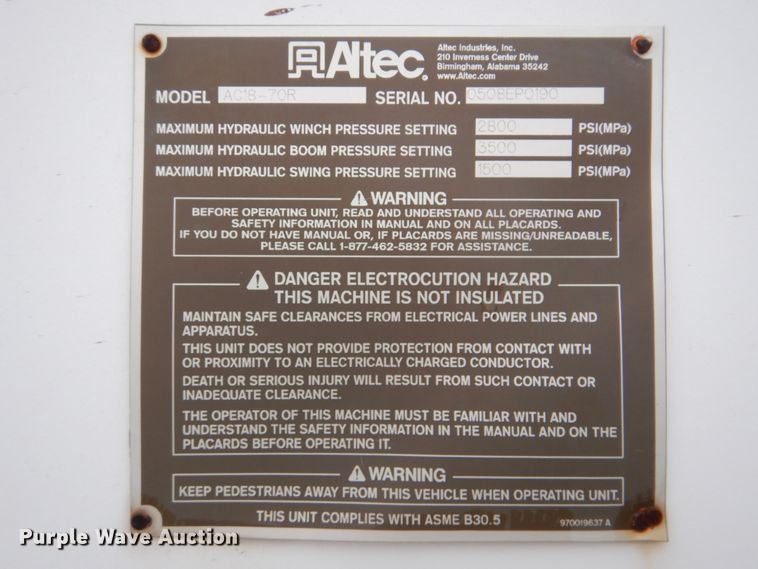 Altec.
Altec Industries, Inc.
210 Inverness Center Drive
Birmingham, Alabama 35242
www.Altec.com
MODEL AC18-70R SERIAL NO. 0508EP0190
MAXIMUM HYDRAULIC WINCH PRESSURE SETTING 2800 PSI(MPa)
MAXIMUM HYDRAULIC BOOM PRESSURE SETTING 3500 PSI(MPa)
MAXIMUM HYDRAULIC SWING PRESSURE SETTING 1500 PSI(MPa)
WARNING
BEFORE OPERATING UNIT, READ AND UNDERSTAND ALL OPERATING AND
SAFETY INFORMATION IN MANUAL AND ON ALL PLACARDS.
IF YOU DO NOT HAVE MANUAL OR, IF PLACARDS ARE MISSING/UNREADABLE,
PLEASE CALL 1-877-462-5832 FOR ASSISTANCE.
DANGER ELECTROCUTION HAZARD
THIS MACHINE IS NOT INSULATED
MAINTAIN SAFE CLEARANCES FROM ELECTRICAL POWER LINES AND
APPARATUS.
THIS UNIT DOES NOT PROVIDE PROTECTION FROM CONTACT WITH
OR PROXIMITY TO AN ELECTRICALLY CHARGED CONDUCTOR.
DEATH OR SERIOUS INJURY WILL RESULT FROM SUCH CONTACT OR
INADEQUATE CLEARANCE.
THE OPERATOR OF THIS MACHINE MUST BE FAMILIAR WITH AND
UNDERSTAND THE SAFETY INFORMATION IN THE MANUAL AND ON THE
PLACARDS BEFORE OPERATING IT.
WARNING
KEEP PEDESTRIANS AWAY FROM THIS VEHICLE WHEN OPERATING UNIT.
THIS UNIT COMPLIES WITH ASME B30.5
970019637 A
Purple Wave Auction